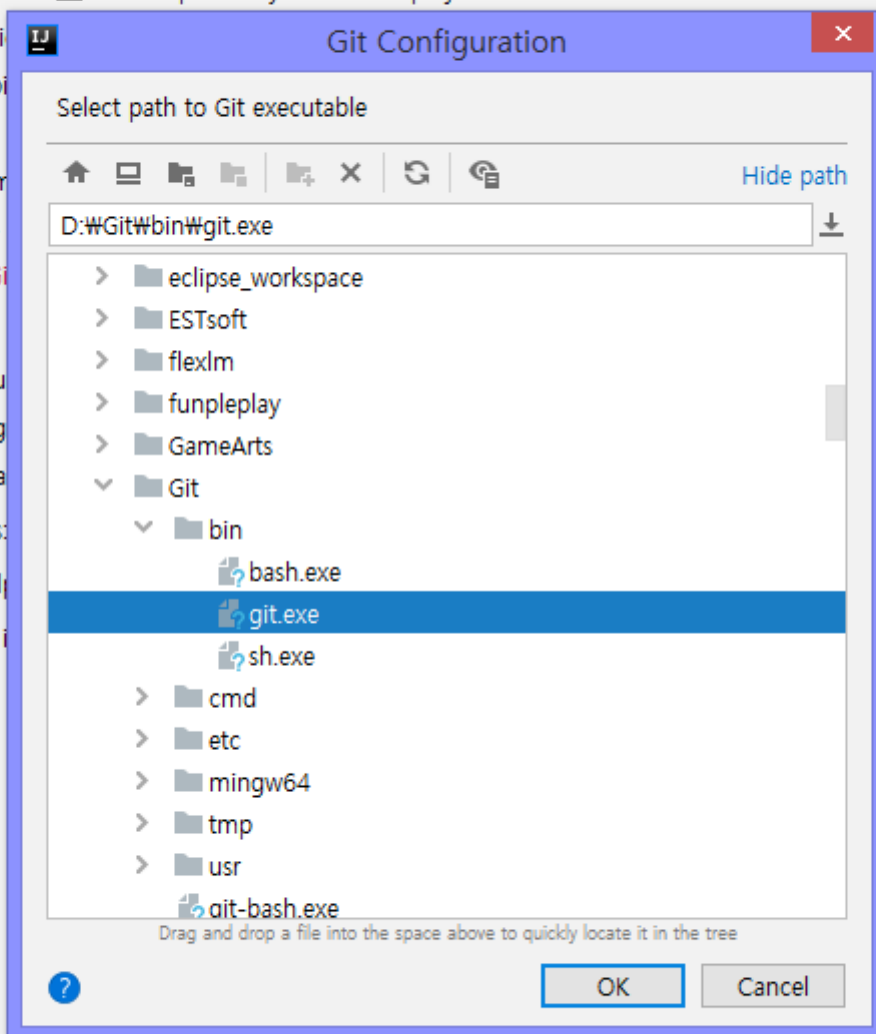 IJ
Git Configuration
Select path to Git executable
Hide path
D:₩Git₩bin₩git.exe
eclipse_workspace
ESTsoft
flexlm
funpleplay
GameArts
Git
bin
bash.exe
git.exe
sh.exe
cmd
etc
mingw64
tmp
usr
git-bash.exe
Drag and drop a file into the space above to quickly locate it in the tree
?
OK
Cancel